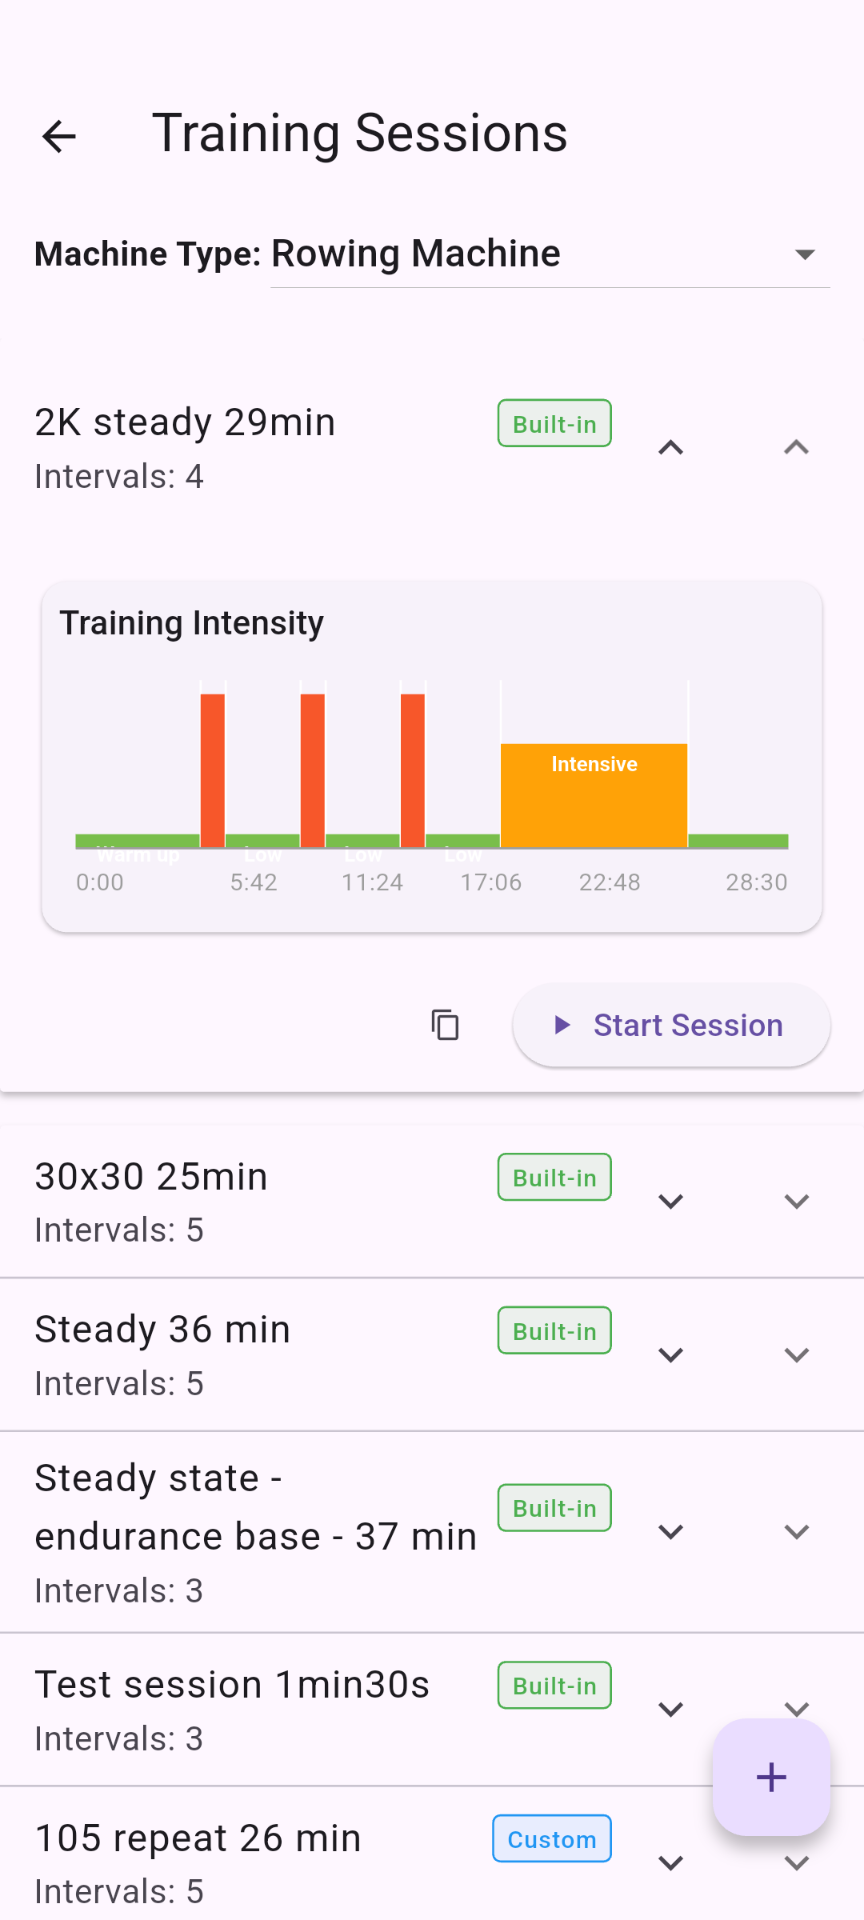 Training Sessions
Machine Type: Rowing Machine
2K steady 29min
Built-in
Intervals: 4
Training Intensity
Intensive
Warm up
Low
Low
Low
0:00
5:42
11:24
17:06
22:48
28:30
Start Session
30x30 25min
Built-in
Intervals: 5
Steady 36 min
Built-in
Intervals: 5
Steady state -
endurance base - 37 min
Built-in
Intervals: 3
Test session 1min30s
Built-in
Intervals: 3
105 repeat 26 min
Custom
Intervals: 5